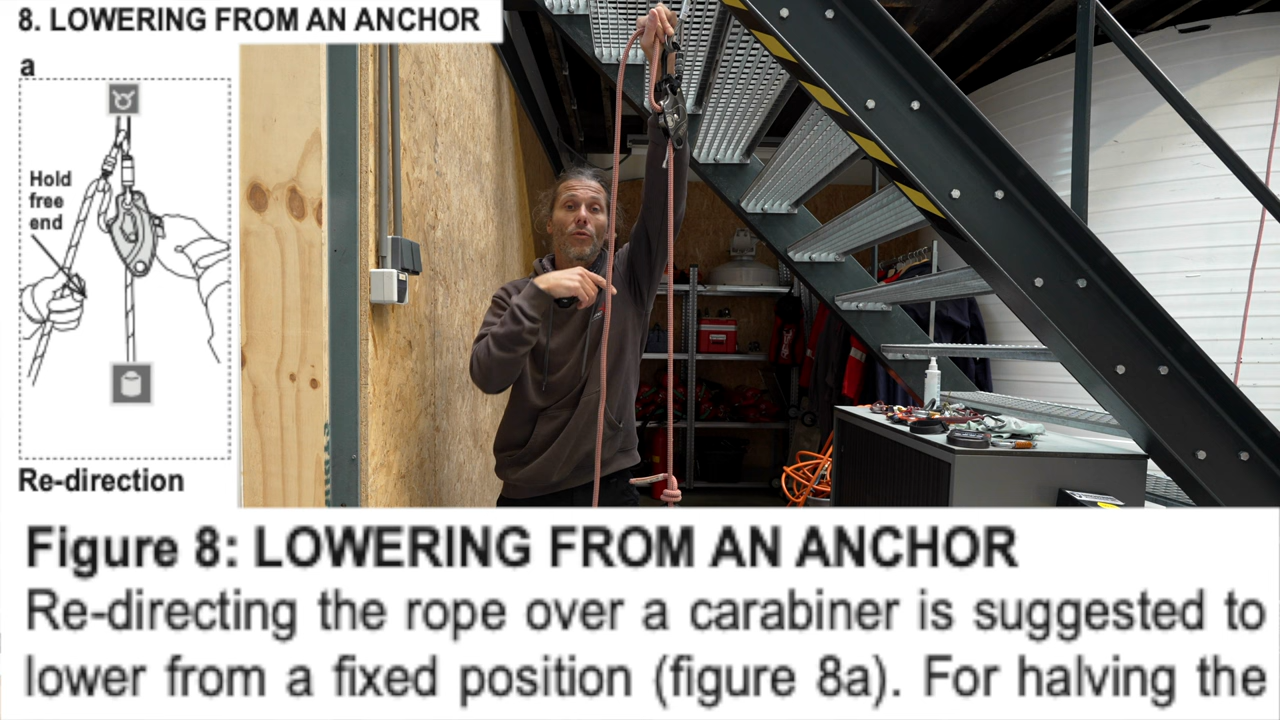 8. LOWERING FROM AN ANCHOR
a
Hold
free
end
Re-direction
Figure 8: LOWERING FROM AN ANCHOR
Re-directing the rope over a carabiner is suggested to
lower from a fixed position (figure 8a). For halving the